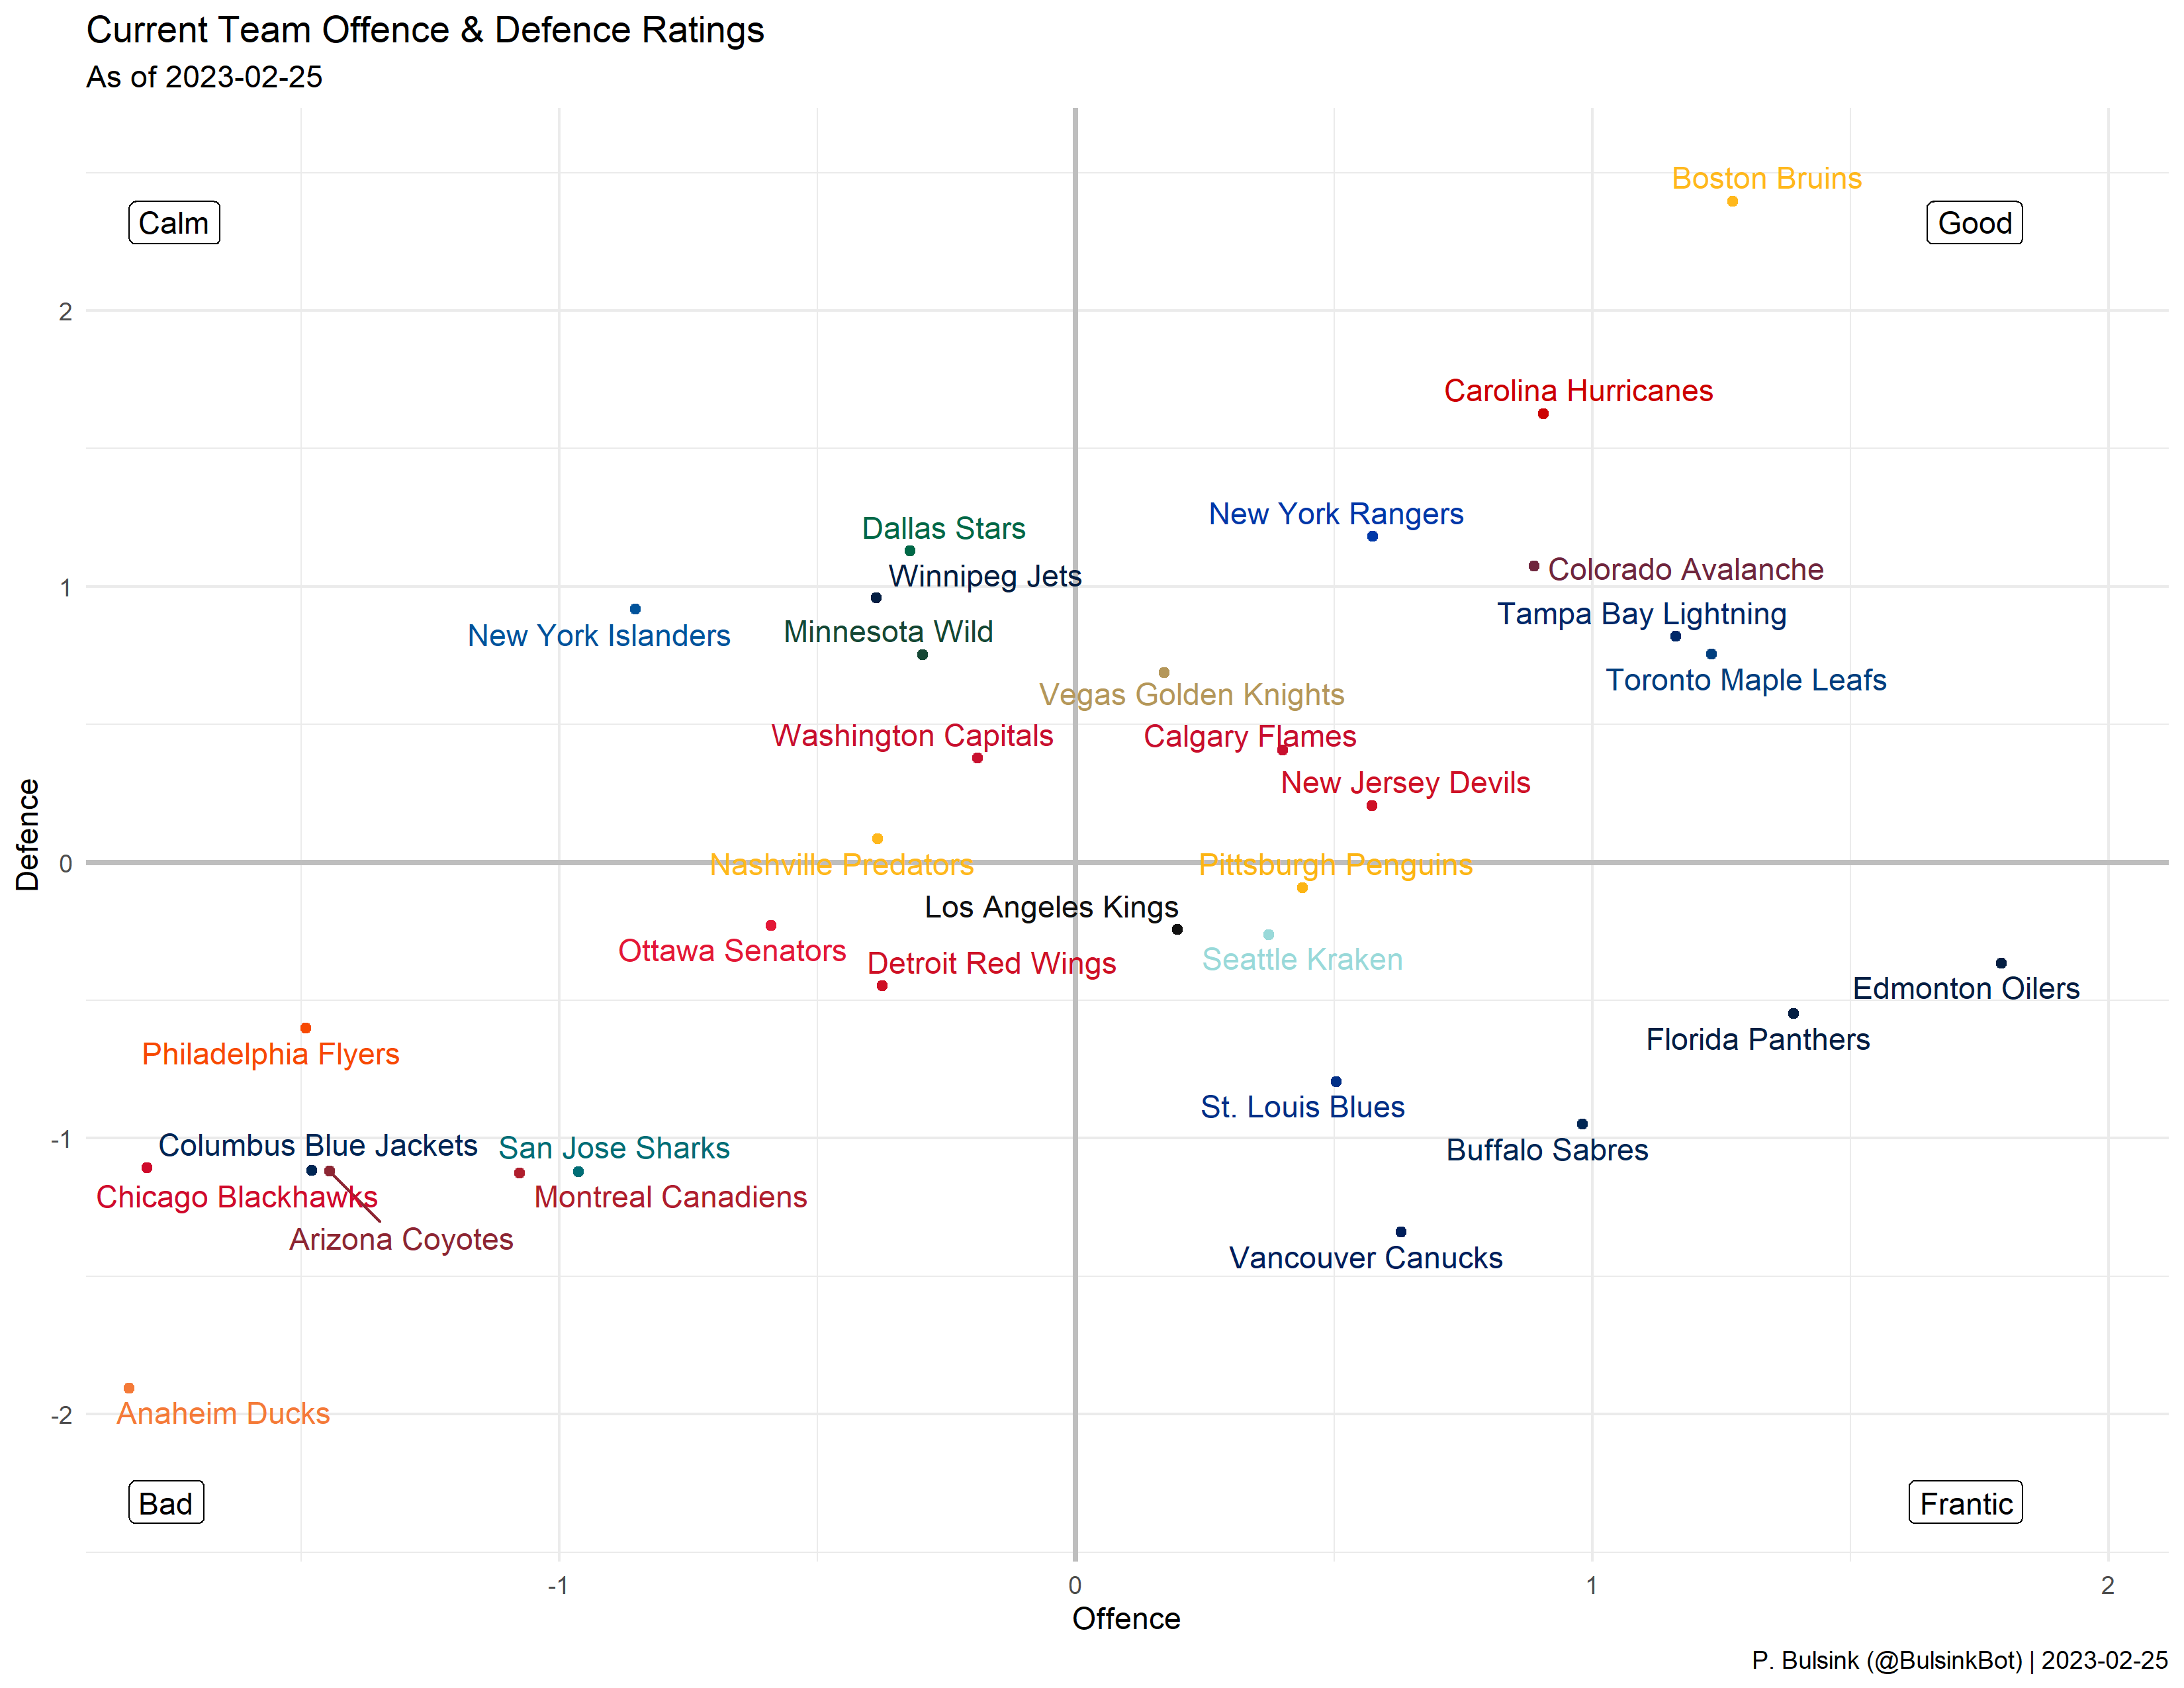 Current Team Offence & Defence Ratings
As of 2023-02-25
Boston Bruins
Calm
Good
2
Carolina Hurricanes
New York Rangers
Dallas Stars
Colorado Avalanche
Winnipeg Jets
1
Tampa Bay Lightning
New York Islanders
Minnesota Wild
Toronto Maple Leafs
Vegas Golden Knights
Washington Capitals
Calgary Flames
New Jersey Devils
Defence
0
Nashville Predators
Pittsburgh Penguins
Los Angeles Kings
Ottawa Senators
Seattle Kraken
Detroit Red Wings
Edmonton Oilers
Florida Panthers
Philadelphia Flyers
St. Louis Blues
-1
Columbus Blue Jackets
San Jose Sharks
Buffalo Sabres
Chicago Blackhawks
Montreal Canadiens
Arizona Coyotes
Vancouver Canucks
-2
Anaheim Ducks
Bad
Frantic
-1
0
1
2
Offence
P. Bulsink (@BulsinkBot) | 2023-02-25